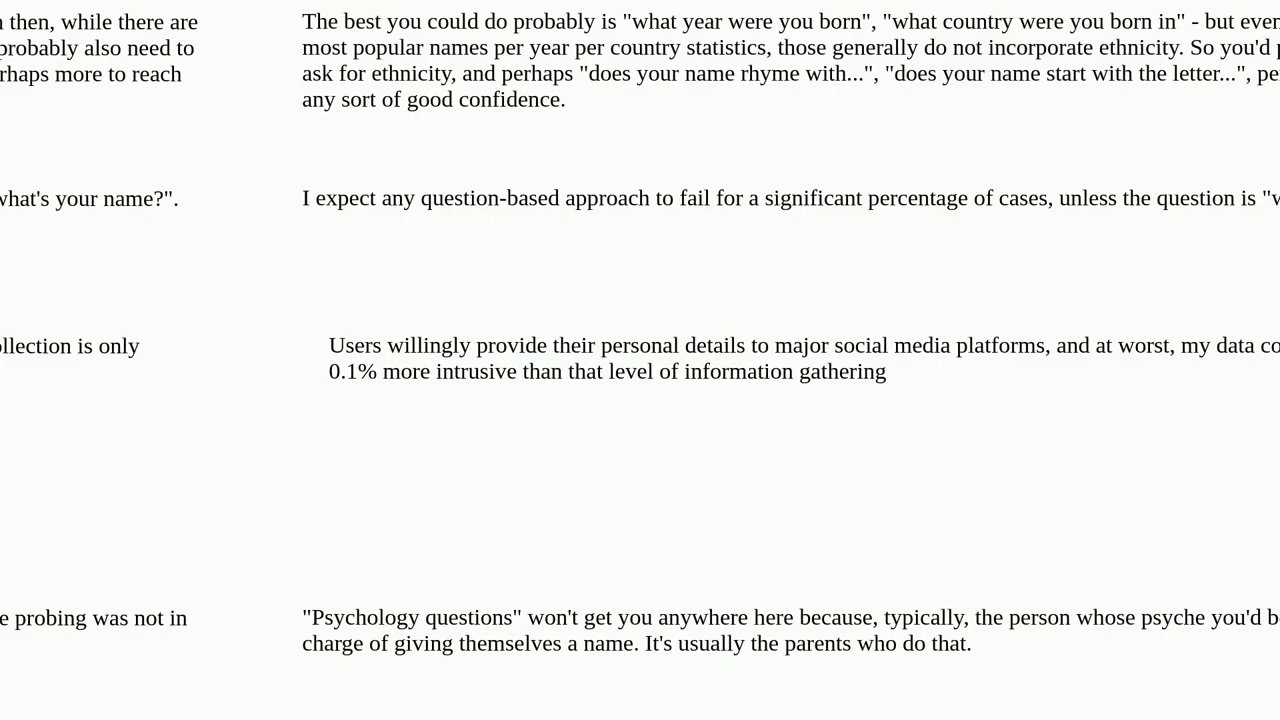 then, while there are
probably also need to
rhaps more to reach
The best you could do probably is "what year were you born", "what country were you born in" - but even
most popular names per year per country statistics, those generally do not incorporate ethnicity. So you'd p
ask for ethnicity, and perhaps "does your name rhyme with...", "does your name start with the letter...", pe
any sort of good confidence.
what's your name?".
I expect any question-based approach to fail for a significant percentage of cases, unless the question is "w
ollection is only
Users willingly provide their personal details to major social media platforms, and at worst, my data co
0.1% more intrusive than that level of information gathering
e probing was not in
"Psychology questions" won't get you anywhere here because, typically, the person whose psyche you'd b
charge of giving themselves a name. It's usually the parents who do that.